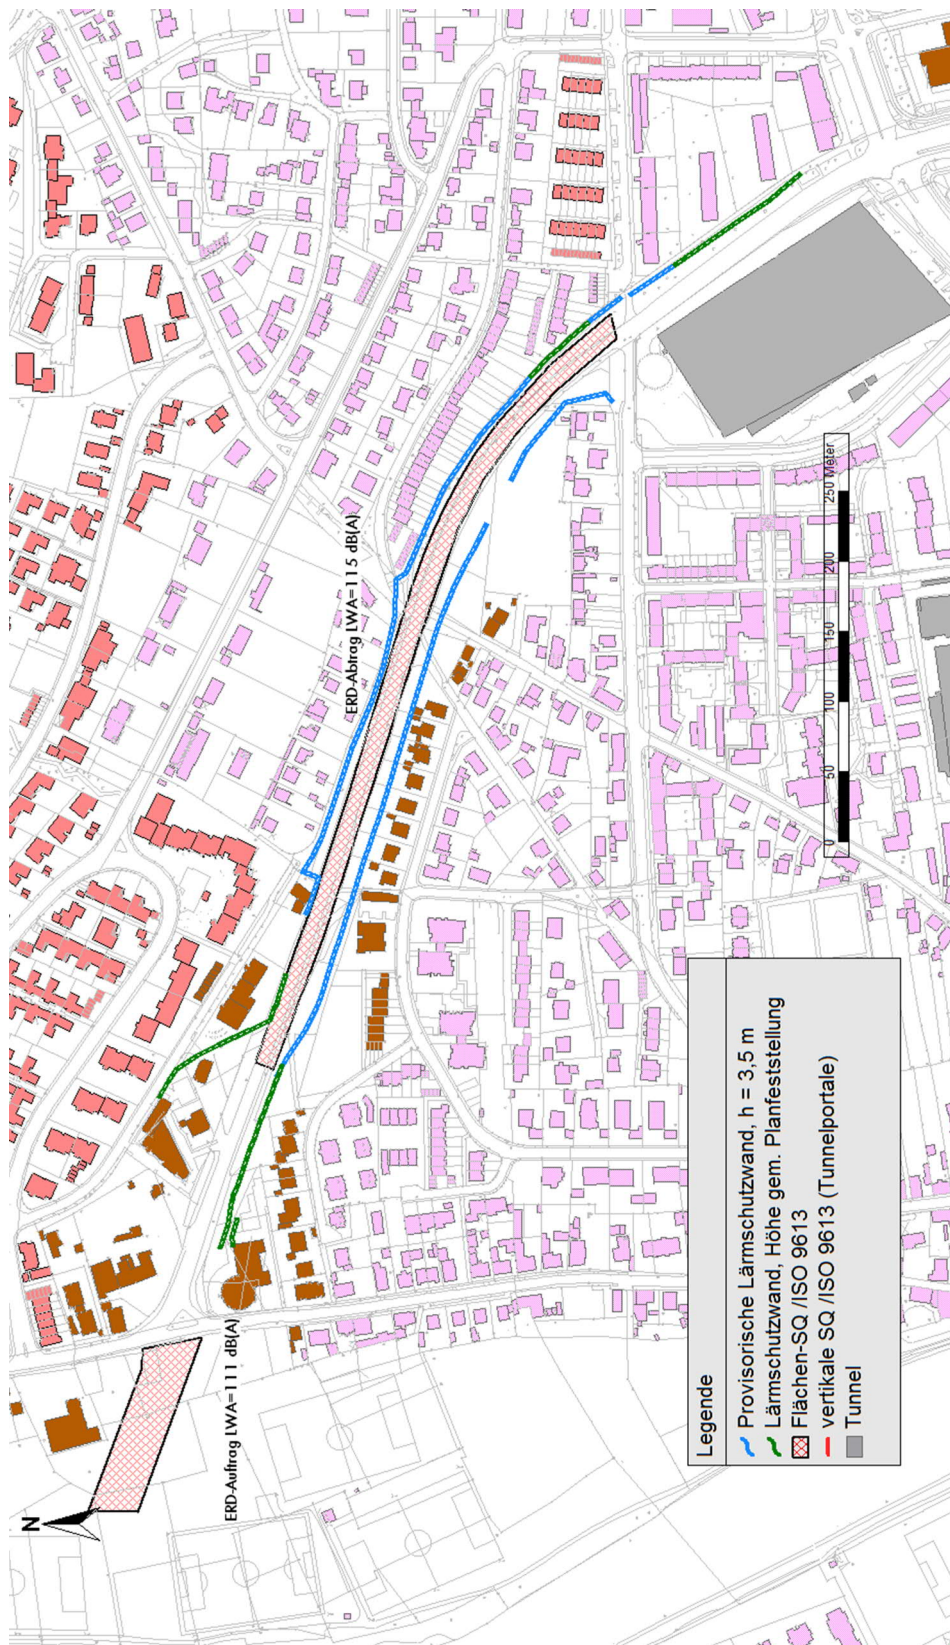 N
ERD-Auftrag LWA=111 dB(A)
ERD-Abtrag LWA=115 dB(A)
Legende
Provisorische Lärmschutzwand, h = 3,5 m
Lärmschutzwand, Höhe gem. Planfeststellung
Flächen-SQ /ISO 9613
vertikale SQ /ISO 9613 (Tunnelportale)
Tunnel
0 50 100 150 200 250 Meter